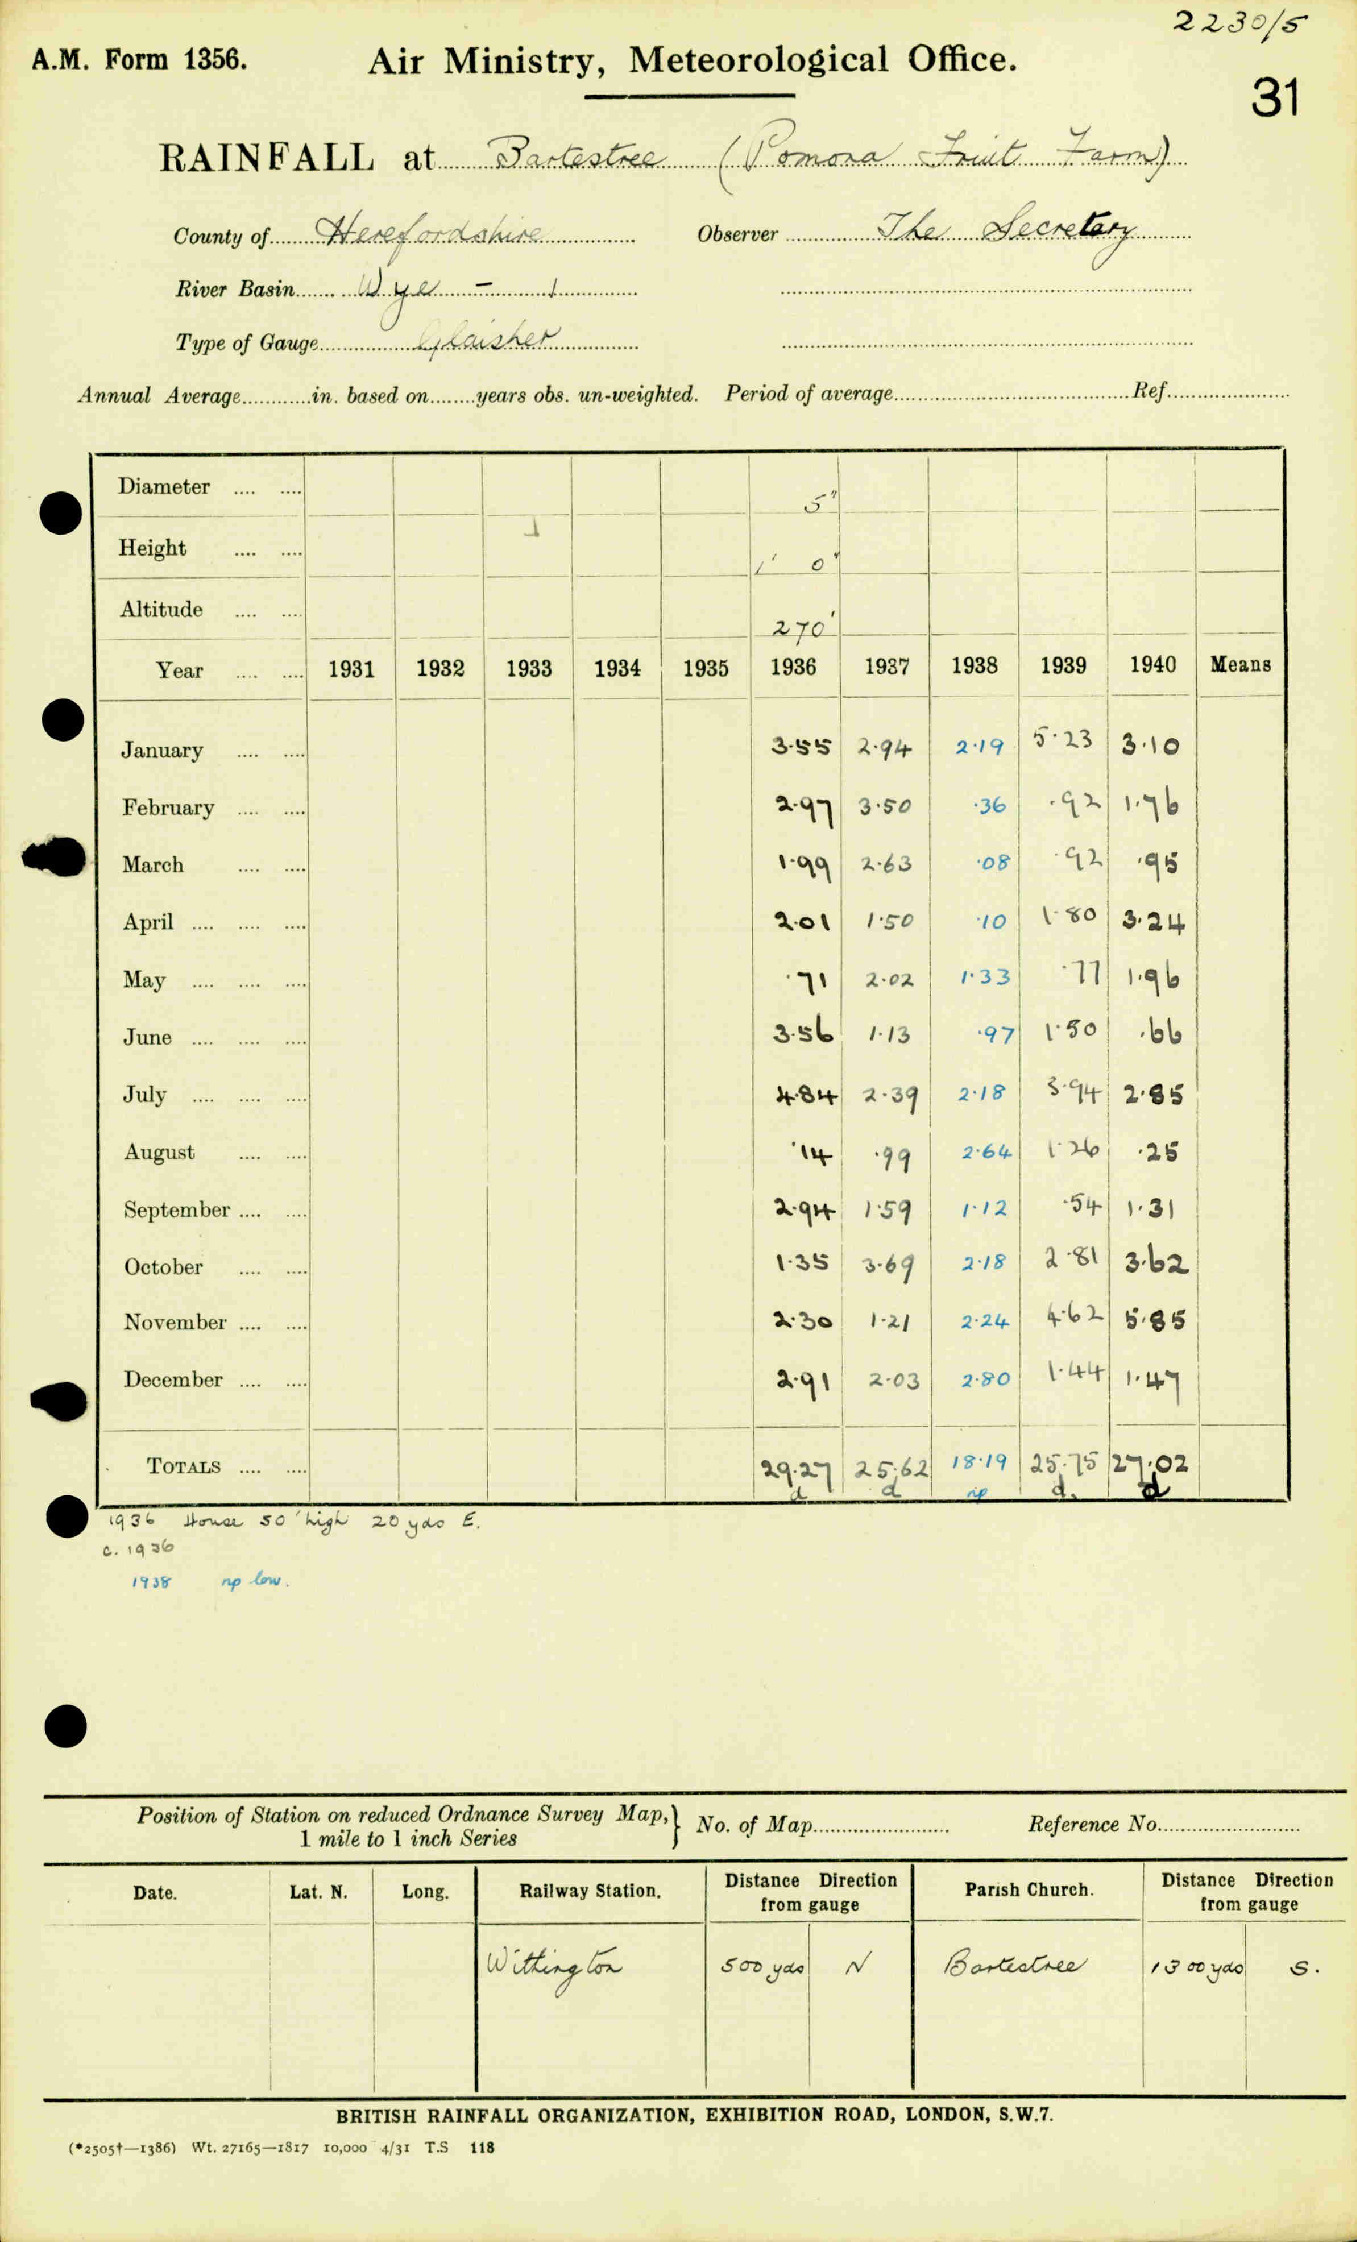 2230/5
A.M. Form 1356. Air Ministry, Meteorological Office.
31
RAINFALL at Bartestree (Pomona Fruit Farm)
County of Herefordshire Observer The Secretary
River Basin Wye - 1
Type of Gauge Glaisher
Annual Average in. based on years obs. un-weighted. Period of average Ref.
Diameter 5"
Height 1' 0"
Altitude 270'
Year 1931 1932 1933 1934 1935 1936 1937 1938 1939 1940 Means
January 3.55 2.94 2.19 5.23 3.10
February 2.97 3.50 .36 .92 1.76
March 1.99 2.63 .08 .92 .95
April 2.01 1.50 .10 1.80 3.24
May .71 2.02 1.33 .77 1.96
June 3.56 1.13 .97 1.50 .66
July 4.84 2.39 2.18 3.94 2.85
August .14 .99 2.64 1.26 .25
September 2.94 1.59 1.12 .54 1.31
October 1.35 3.69 2.18 2.81 3.62
November 2.30 1.21 2.24 4.62 5.85
December 2.91 2.03 2.80 1.44 1.47
TOTALS 29.27 25.62 18.19 25.75 27.02
d d np d. d
1936 House 50' high 20 yds E.
c. 1936
1938 np low.
Position of Station on reduced Ordnance Survey Map,} No. of Map Reference No.
1 mile to 1 inch Series
Date. Lat. N. Long. Railway Station. Distance Direction from gauge Parish Church. Distance Direction from gauge
Withington 500 yds N Bartestree 1300 yds S.
BRITISH RAINFALL ORGANIZATION, EXHIBITION ROAD, LONDON, S.W.7.
(*2505†—1386) Wt. 27165—1817 10,000 4/31 T.S 118